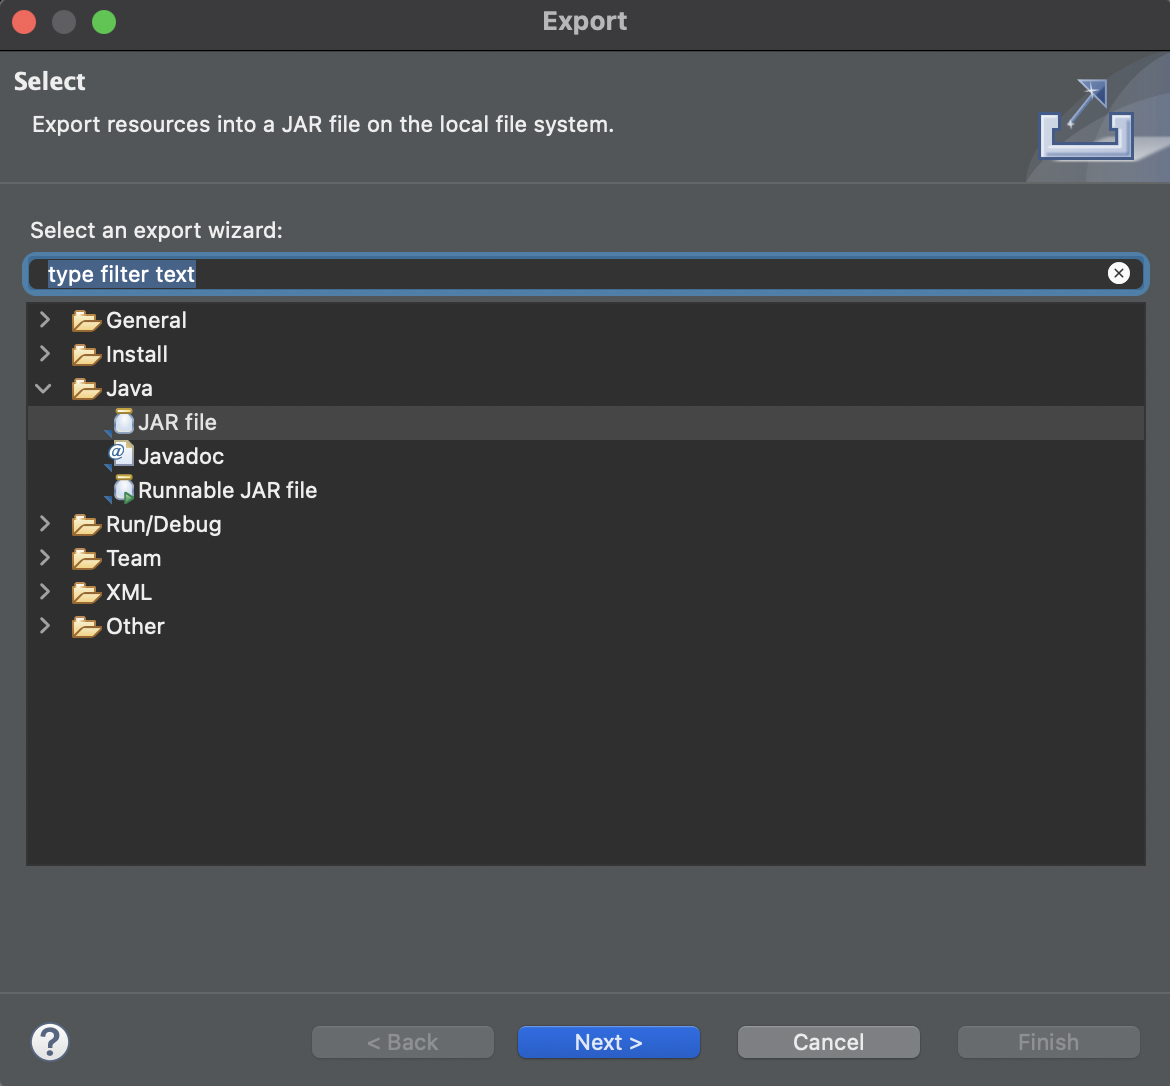 Export
Select
Export resources into a JAR file on the local file system.
Select an export wizard:
type filter text
General
Install
Java
JAR file
@ Javadoc
Runnable JAR file
Run/Debug
Team
XML
Other
?
< Back
Next >
Cancel
Finish